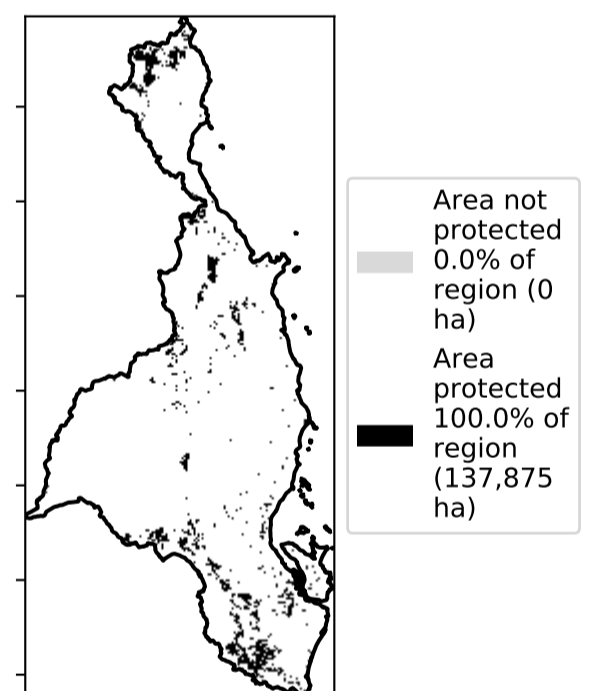 Area not
protected
0.0% of
region (0
ha)
Area
protected
100.0% of
region
(137,875
ha)